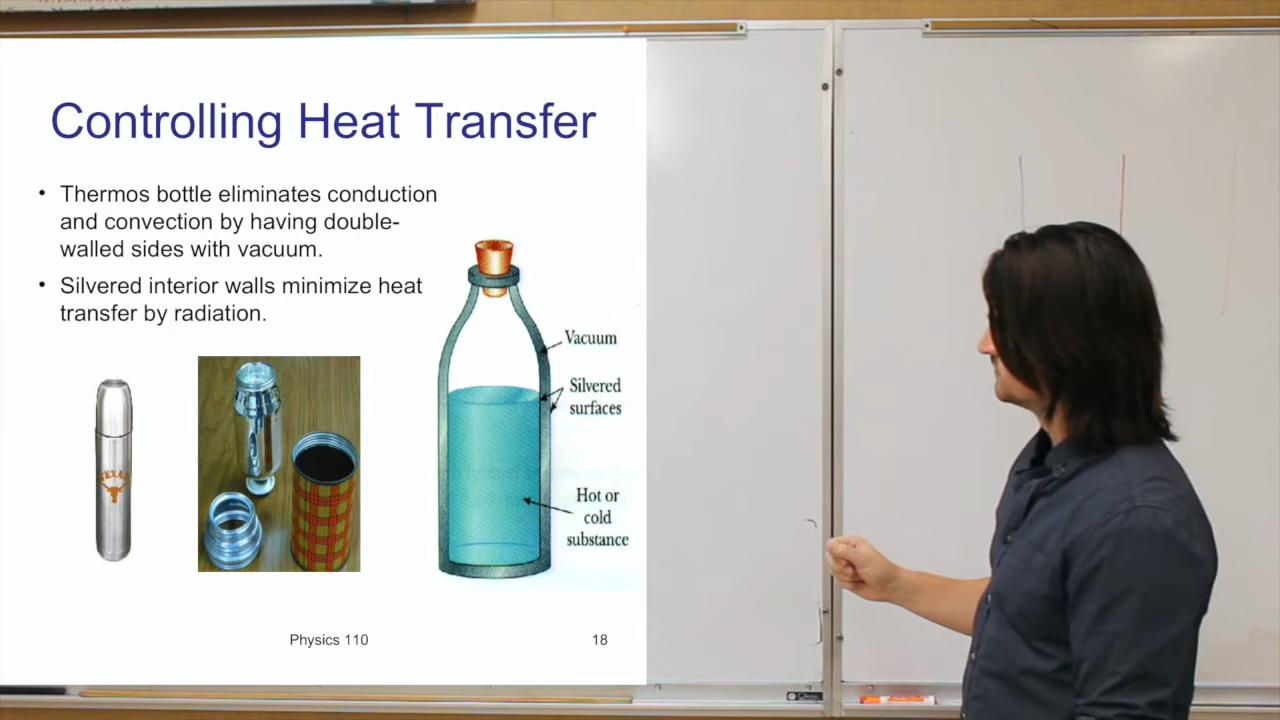 Controlling Heat Transfer
• Thermos bottle eliminates conduction
and convection by having double-
walled sides with vacuum.
• Silvered interior walls minimize heat
transfer by radiation.
TEXAS
Vacuum
Silvered
surfaces
Hot or
cold
substance
Physics 110
18